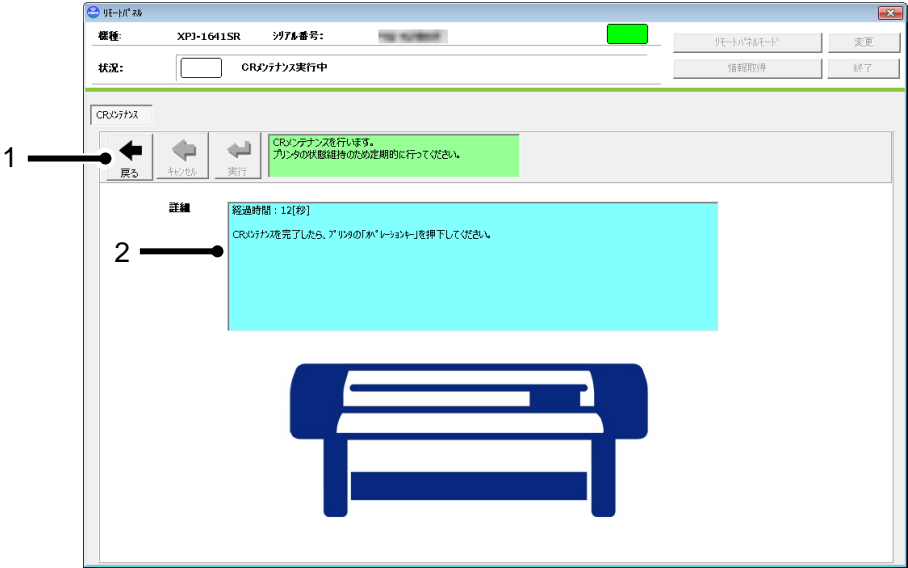 ﾘﾓｰﾄﾊﾟﾈﾙ
機種:
XPJ-1641SR
ｼﾘｱﾙ番号:
ﾘﾓｰﾄﾊﾟﾈﾙﾓｰﾄﾞ
変更
状況:
CRﾒﾝﾃﾅﾝｽ実行中
情報取得
終了
CRﾒﾝﾃﾅﾝｽ
1
戻る
ｷｬﾝｾﾙ
実行
CRメンテナンスを行います。
プリンタの状態維持のため定期的に行ってください。
詳細
経過時間：12[秒]
CRﾒﾝﾃﾅﾝｽを完了したら、ﾌﾟﾘﾝﾀの｢ｵﾍﾟﾚｰｼｮﾝｷｰ｣を押下してください。
2